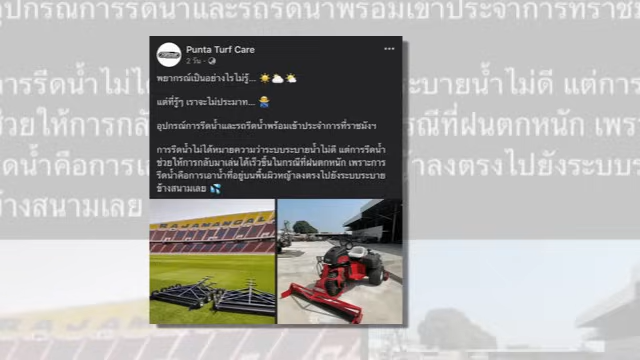 Punta Turf Care
2 วัน
พยากรณ์เป็นอย่างไรไม่รู้... ☀️☁️⛅
แต่ที่รู้ๆ เราจะไม่ประมาท...
อุปกรณ์การรีดน้ำและรถรีดน้ำพร้อมเข้าประจำการที่ราชมังฯ
การรีดน้ำไม่ได้หมายความว่าระบบระบายน้ำไม่ดี แต่การรีดน้ำ
ช่วยให้การกลับมาเล่นได้เร็วขึ้นในกรณีที่ฝนตกหนัก เพราะการ
รีดน้ำคือการเอาน้ำที่อยู่บนพื้นผิวหญ้าลงตรงไปยังระบบระบาย
ข้างสนามเลย 💦
RAJAMANGALA